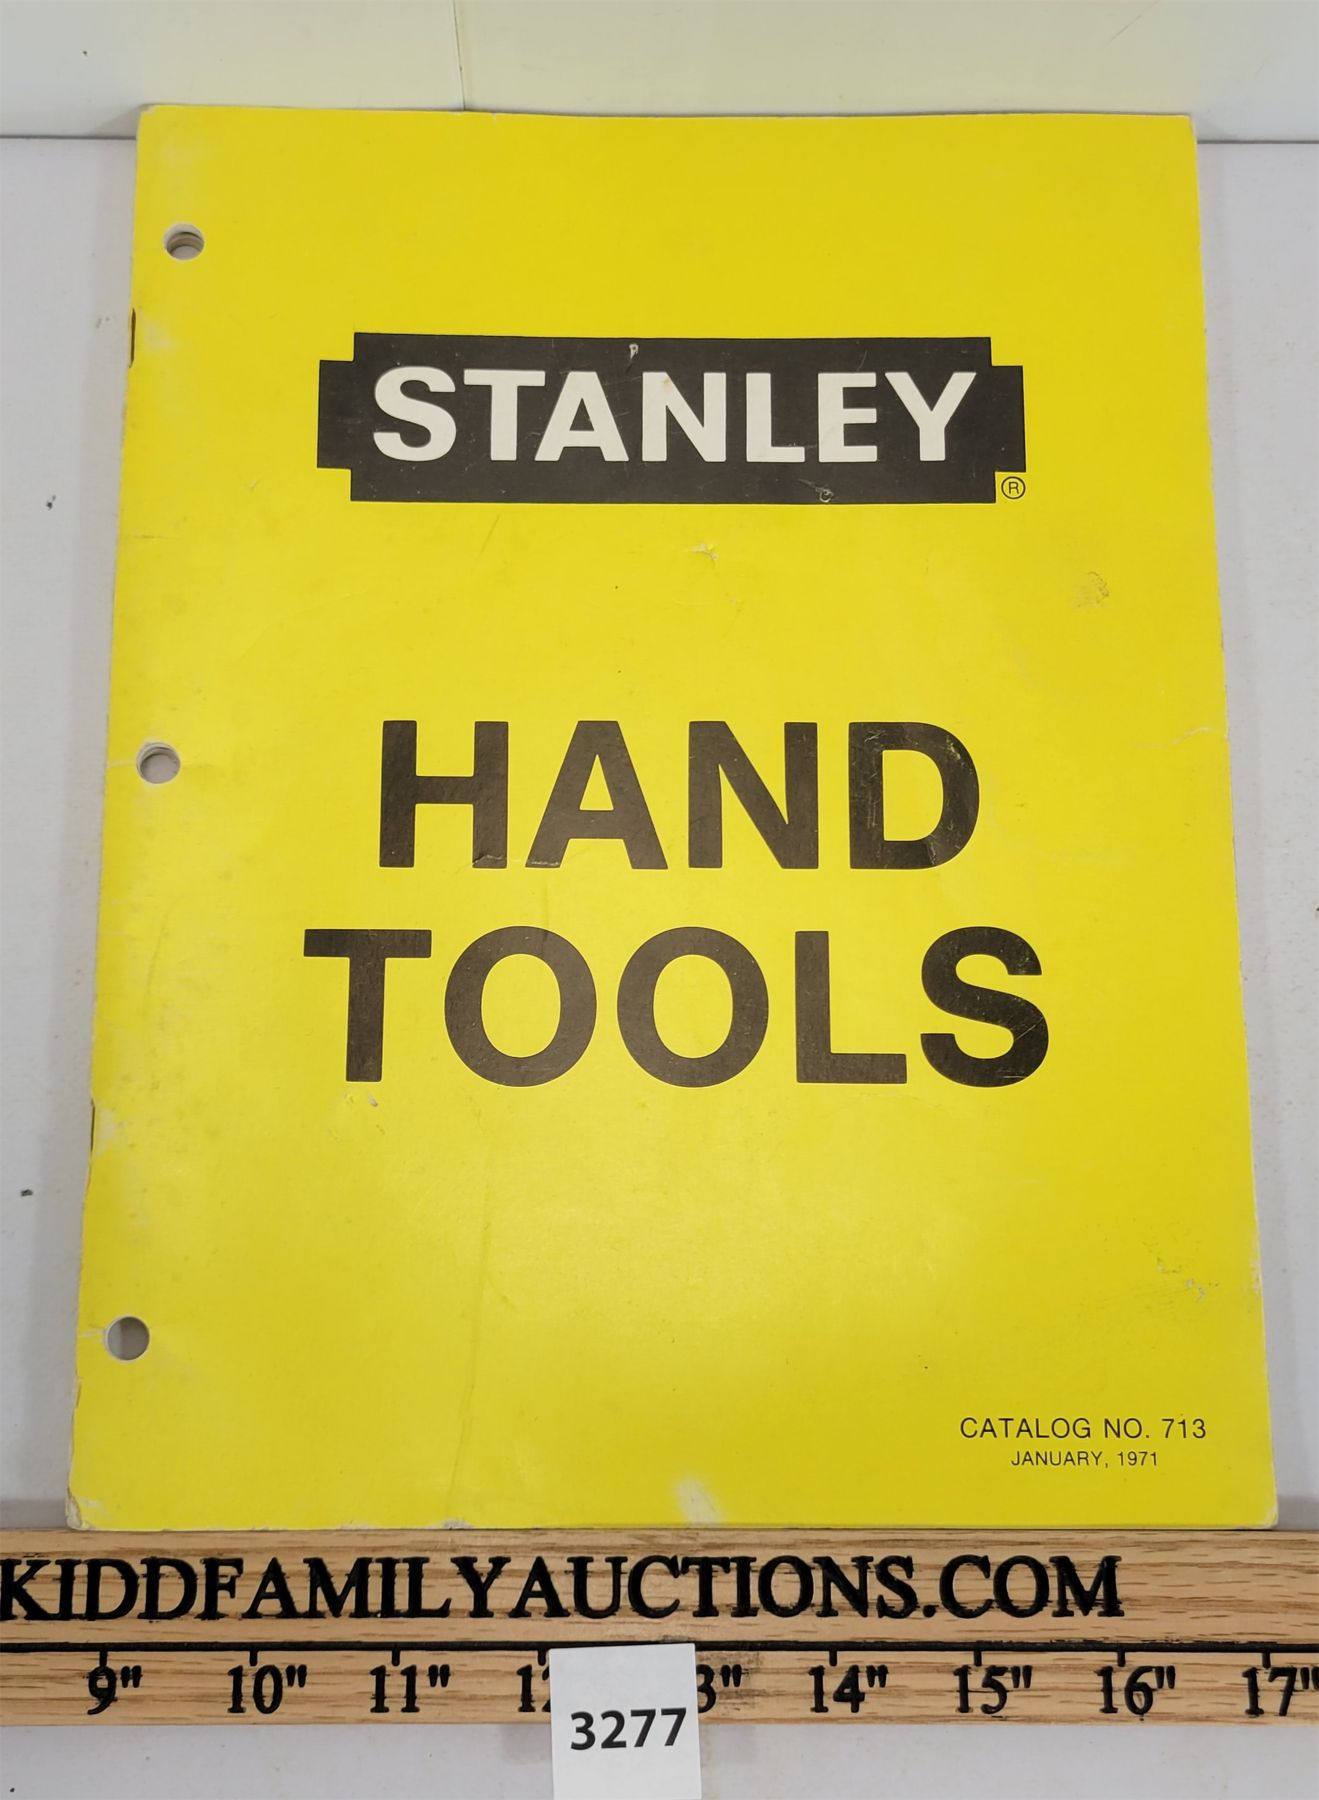 STANLEY
®
HAND
TOOLS
CATALOG NO. 713
JANUARY, 1971
KIDDFAMILYAUCTIONS.COM
9" 10" 11" 14" 15" 16" 17"
3277